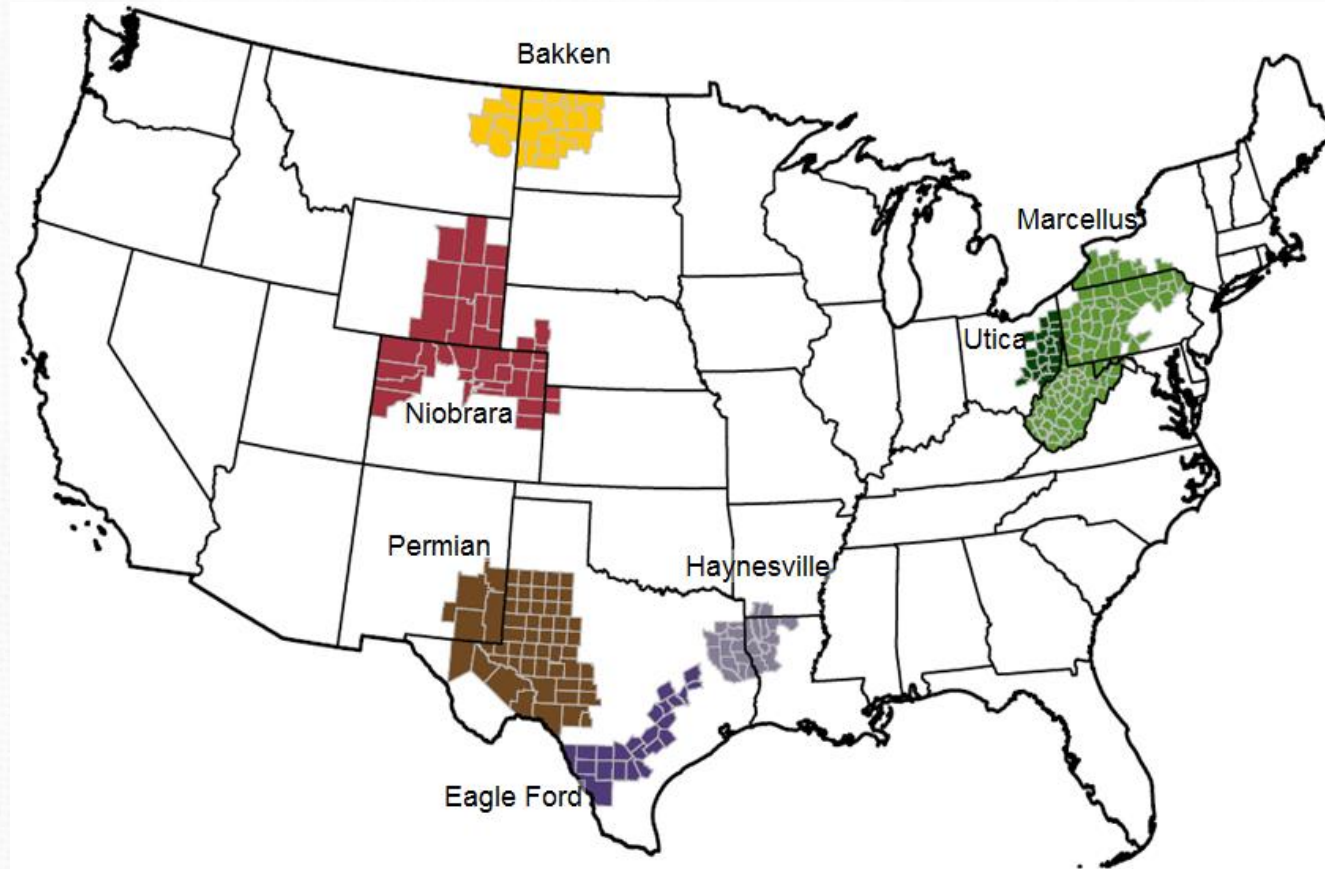 Bakken
Marcellus
Utica
Niobrara
Permian
Haynesville
Eagle Ford